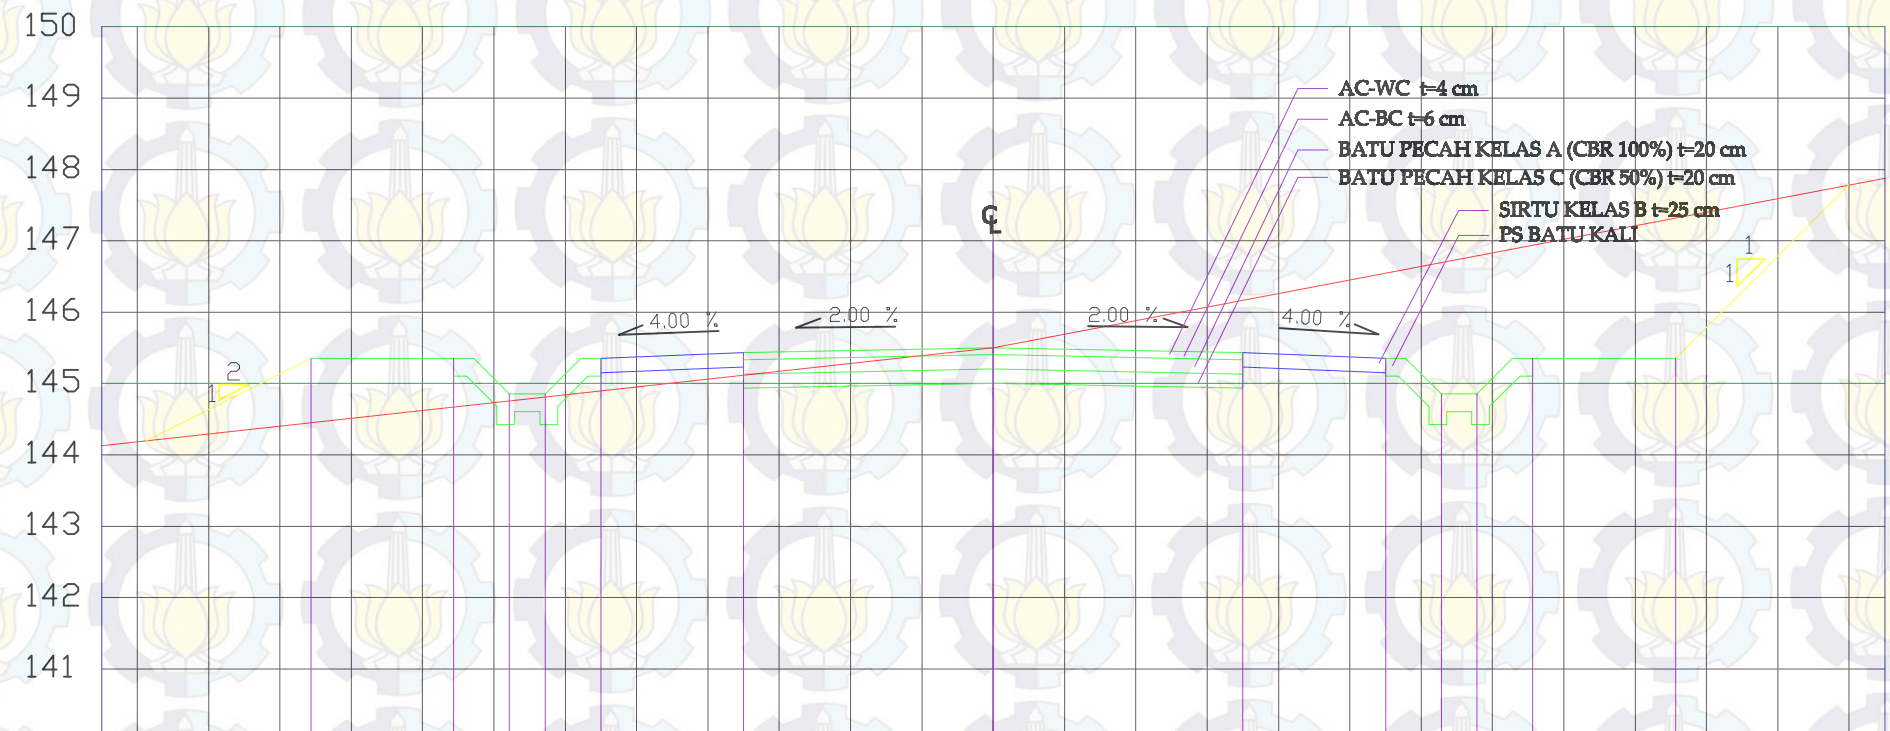 150
149
AC-WC t=4 cm
AC-BC t=6 cm
BATU PECAH KELAS A (CBR 100%) t=20 cm
148
BATU PECAH KELAS C (CBR 50%) t=20 cm
SIRTU KELAS B t=25 cm
CL
147
PS BATU KALI
1
1
146
4.00 %
2.00 %
2.00 %
4.00 %
2
1
145
144
143
142
141